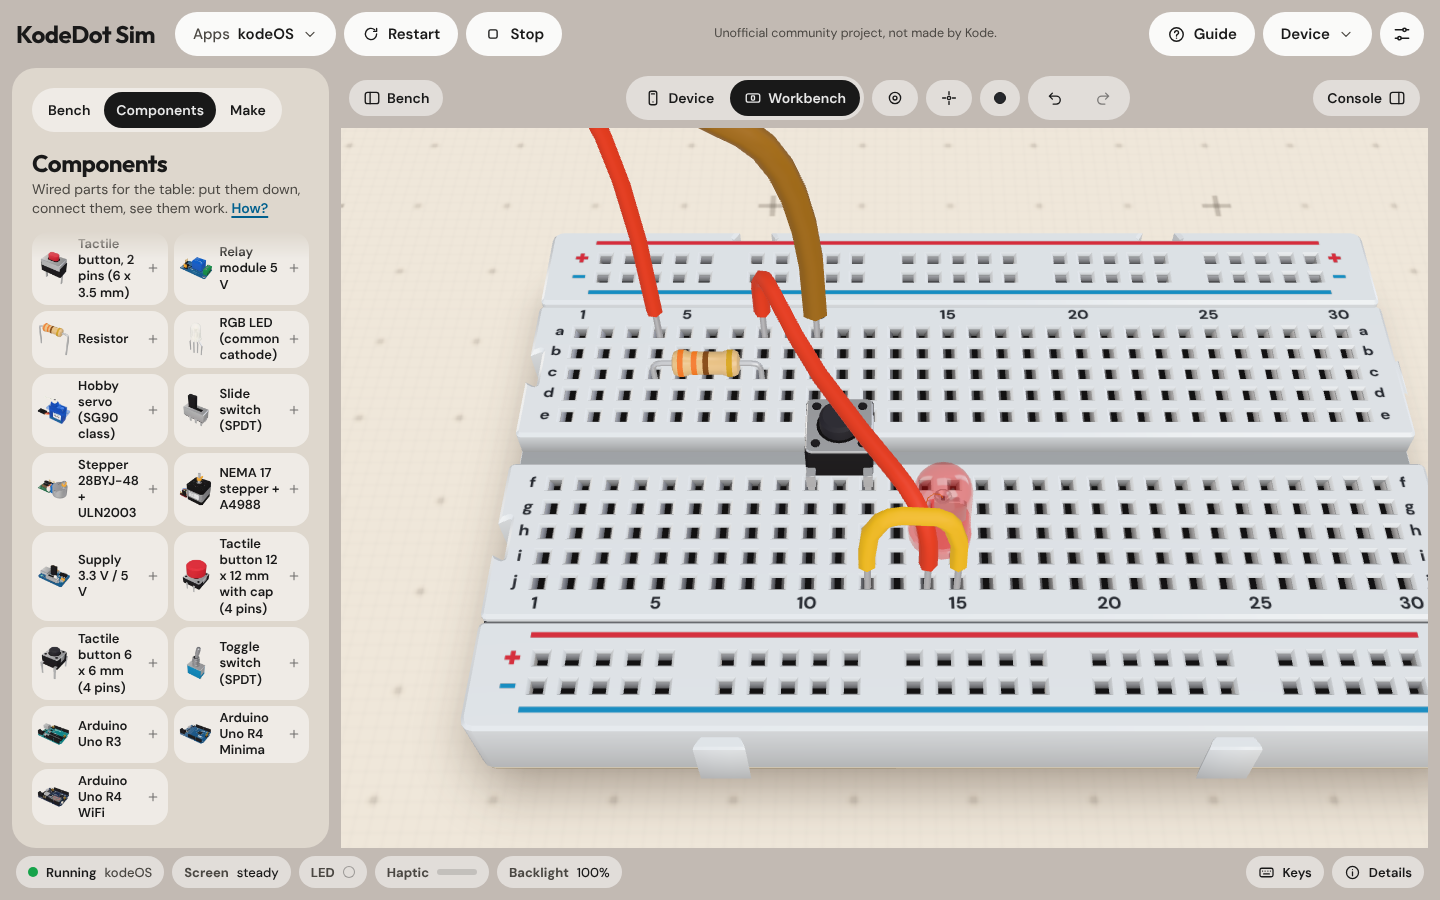 KodeDot Sim
Apps kodeOS
Restart
Stop
Unofficial community project, not made by Kode.
Guide
Device
Bench
Components
Make
Bench
Device
Workbench
Console
Components
Wired parts for the table: put them down,
connect them, see them work. How?
Tactile
button, 2
pins (6 x
3.5 mm)
+
Relay
module 5
V
+
Resistor
+
RGB LED
(common
cathode)
+
Hobby
servo
(SG90
class)
+
Slide
switch
(SPDT)
+
Stepper
28BYJ-48
+
ULN2003
+
NEMA 17
stepper +
A4988
+
Supply
3.3 V / 5
V
+
Tactile
button 12
x 12 mm
with cap
(4 pins)
+
Tactile
button 6
x 6 mm
(4 pins)
+
Toggle
switch
(SPDT)
+
Arduino
Uno R3
+
Arduino
Uno R4
Minima
+
Arduino
Uno R4
WiFi
+
+ +
− −
1 5 15 20 25 30
a a
b b
c c
d d
e e
f f
g g
h h
i i
j
1 5 10 15 20 25 30
+
−
Running kodeOS
Screen steady
LED
Haptic
Backlight 100%
Keys
Details